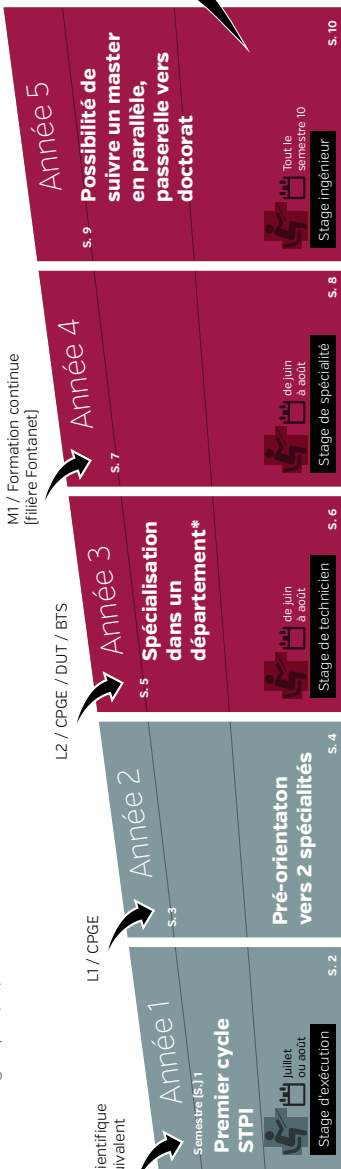 Année 1
Semestre (S.) 1
Premier cycle
STPI
Juillet
ou août
Stage d'exécution
S. 2
L1 / CPGE
Année 2
S. 3
Pré-orientaton
vers 2 spécialités
S. 4
L2 / CPGE / DUT / BTS
Année 3
S. 5
Spécialisation
dans un
département*
de juin
à août
Stage de technicien
S. 6
M1 / Formation continue
(filière Fontanet)
Année 4
S. 7
de juin
à août
Stage de spécialité
S. 8
Année 5
S. 9
Possibilité de
suivre un master
en parallèle,
passerelle vers
doctorat
Tout le
semestre 10
Stage ingénieur
S. 10